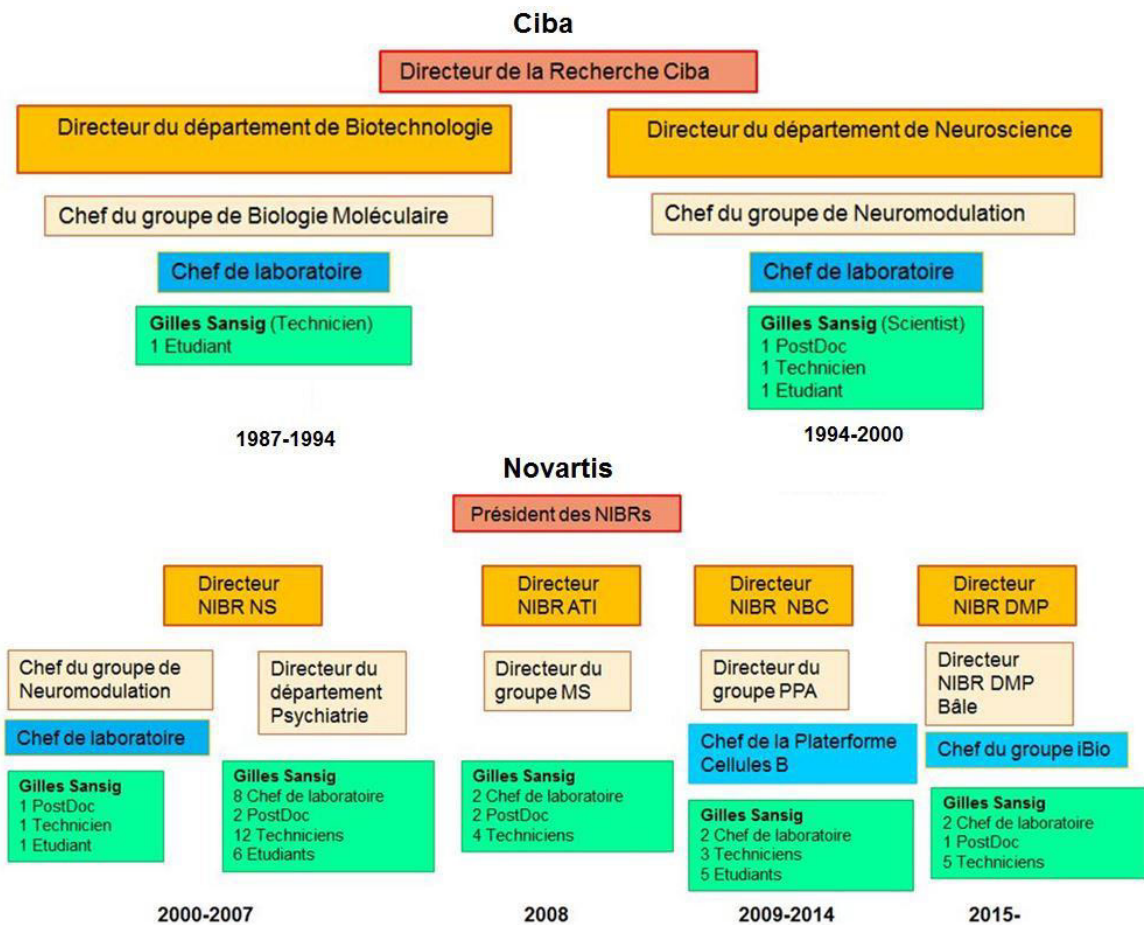 Ciba
Directeur de la Recherche Ciba
Directeur du département de Biotechnologie
Chef du groupe de Biologie Moléculaire
Chef de laboratoire
Gilles Sansig (Technicien)
1 Etudiant
1987-1994
Directeur du département de Neuroscience
Chef du groupe de Neuromodulation
Chef de laboratoire
Gilles Sansig (Scientist)
1 PostDoc
1 Technicien
1 Etudiant
1994-2000
Novartis
Président des NIBRs
Directeur
NIBR NS
Chef du groupe de
Neuromodulation
Chef de laboratoire
Gilles Sansig
1 PostDoc
1 Technicien
1 Etudiant
Directeur du
département
Psychiatrie
Gilles Sansig
8 Chef de laboratoire
2 PostDoc
12 Techniciens
6 Etudiants
2000-2007
Directeur
NIBR ATI
Directeur du
groupe MS
Gilles Sansig
2 Chef de laboratoire
2 PostDoc
4 Techniciens
2008
Directeur
NIBR NBC
Directeur du
groupe PPA
Chef de la Platerforme
Cellules B
Gilles Sansig
2 Chef de laboratoire
3 Techniciens
5 Etudiants
2009-2014
Directeur
NIBR DMP
Directeur
NIBR DMP
Bâle
Chef du groupe iBio
Gilles Sansig
2 Chef de laboratoire
1 PostDoc
5 Techniciens
2015-